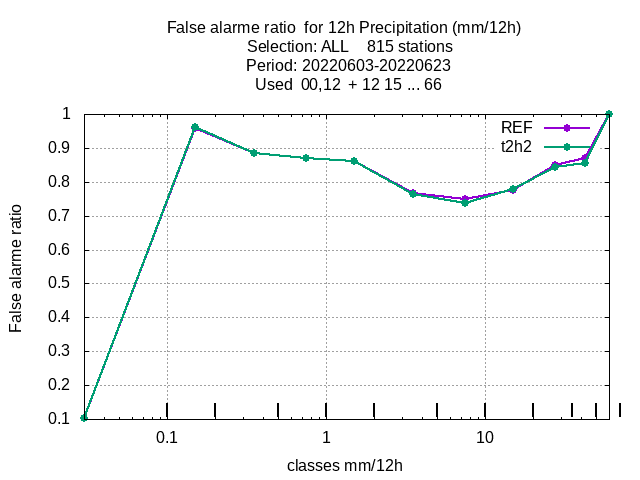 False alarme ratio  for 12h Precipitation (mm/12h)
Selection: ALL    815 stations
Period: 20220603-20220623
Used  00,12  + 12 15 ... 66
REF
t2h2
1
0.9
0.8
0.7
0.6
0.5
0.4
0.3
0.2
0.1
False alarme ratio
0.1 1 10
classes mm/12h